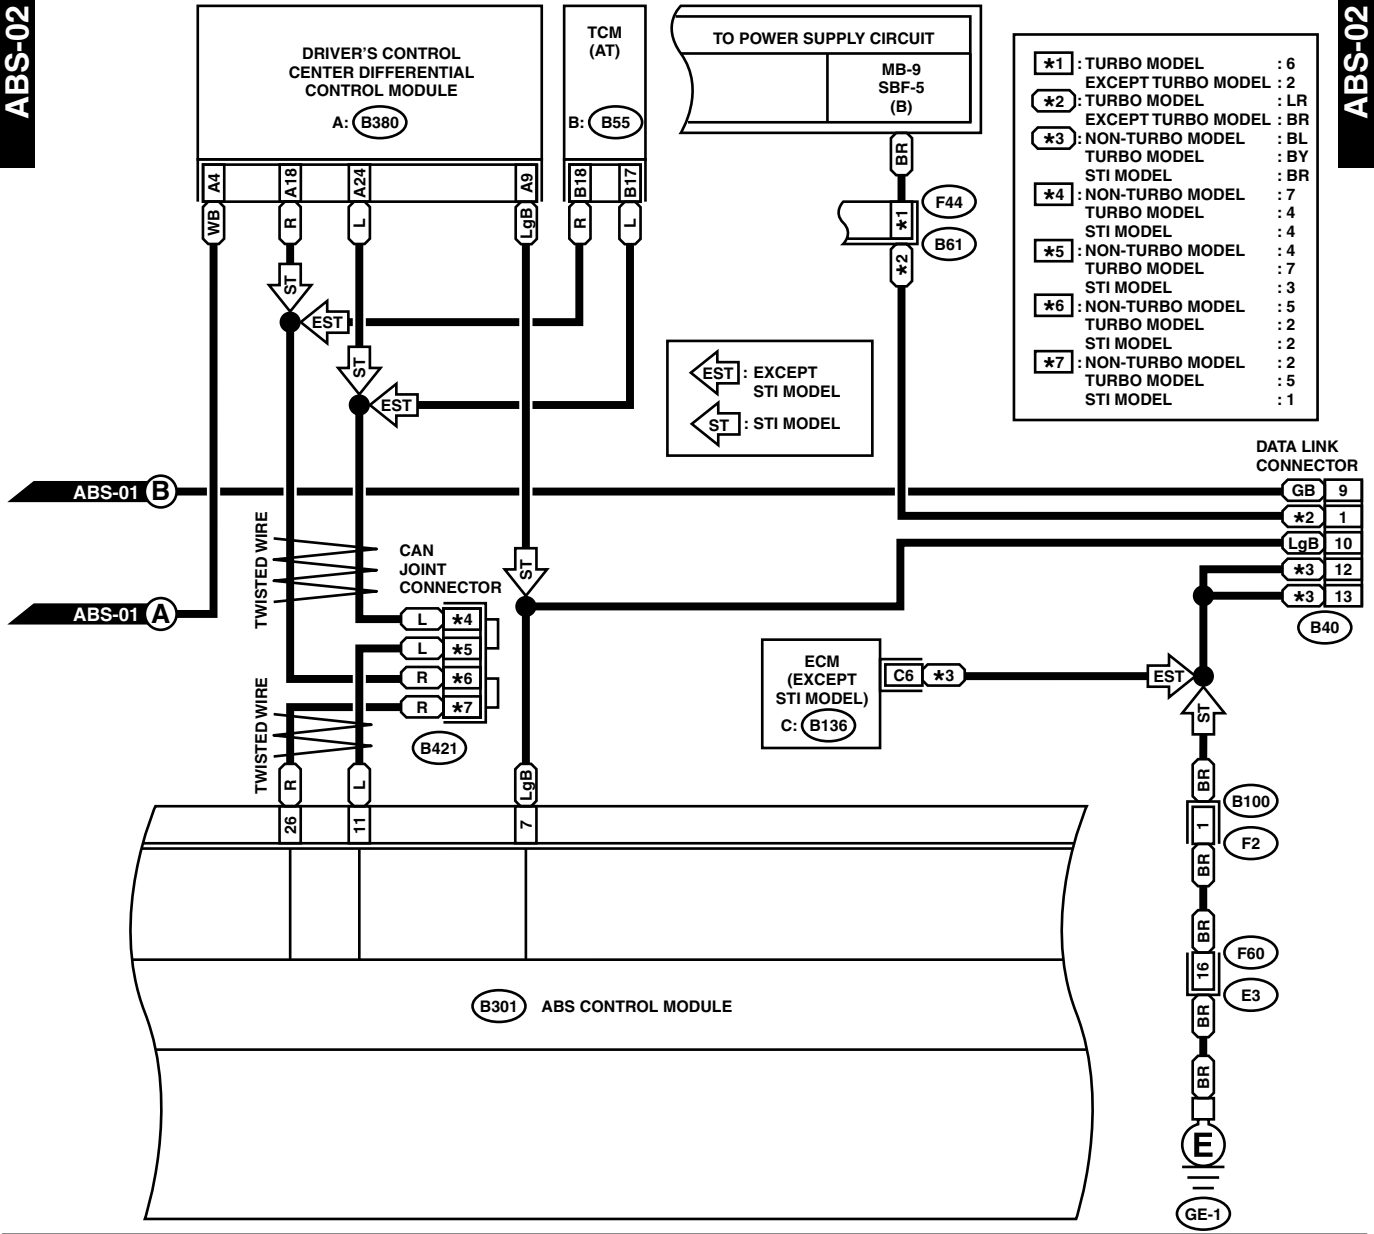 ABS-02
ABS-02
DRIVER'S CONTROL
CENTER DIFFERENTIAL
CONTROL MODULE
A: B380
TCM
(AT)
B: B55
TO POWER SUPPLY CIRCUIT
MB-9
SBF-5
(B)
*1 : TURBO MODEL : 6
EXCEPT TURBO MODEL : 2
*2 : TURBO MODEL : LR
EXCEPT TURBO MODEL : BR
*3 : NON-TURBO MODEL : BL
TURBO MODEL : BY
STI MODEL : BR
*4 : NON-TURBO MODEL : 7
TURBO MODEL : 4
STI MODEL : 4
*5 : NON-TURBO MODEL : 4
TURBO MODEL : 7
STI MODEL : 3
*6 : NON-TURBO MODEL : 5
TURBO MODEL : 2
STI MODEL : 2
*7 : NON-TURBO MODEL : 2
TURBO MODEL : 5
STI MODEL : 1
A4 A18 A24 A9 B18 B17
WB R L LgB R L
BR
*1
F44
B61
*2
ST
EST
ST
EST
EST : EXCEPT
STI MODEL
ST : STI MODEL
DATA LINK
CONNECTOR
ABS-01 B
GB 9
*2 1
LgB 10
*3 12
*3 13
B40
TWISTED WIRE
CAN
JOINT
CONNECTOR
ST
ABS-01 A
L *4
L *5
R *6
R *7
B421
TWISTED WIRE
ECM
(EXCEPT
STI MODEL)
C: B136
C6 *3
EST
ST
R L LgB
26 11 7
BR
B100
1
F2
BR
BR
F60
16
E3
BR
BR
E
GE-1
B301 ABS CONTROL MODULE